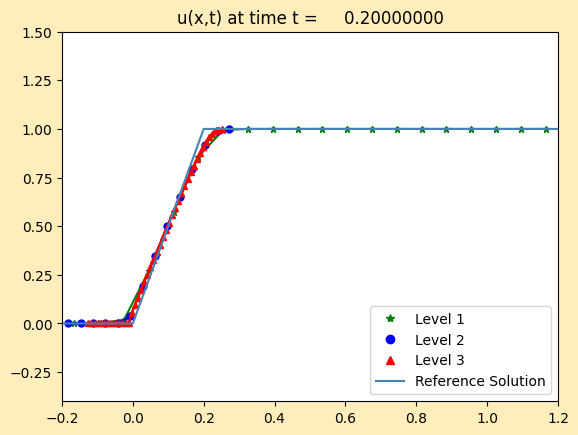 u(x,t) at time t =     0.20000000
1.50
1.25
1.00
0.75
0.50
0.25
0.00
−0.25
−0.2 0.0 0.2 0.4 0.6 0.8 1.0 1.2
Level 1
Level 2
Level 3
Reference Solution